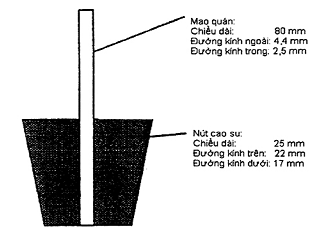 Mao quản:
Chiều dài: 80 mm
Đường kính ngoài: 4,4 mm
Đường kính trong: 2,5 mm
Nút cao su:
Chiều dài: 25 mm
Đường kính trên: 22 mm
Đường kính dưới: 17 mm